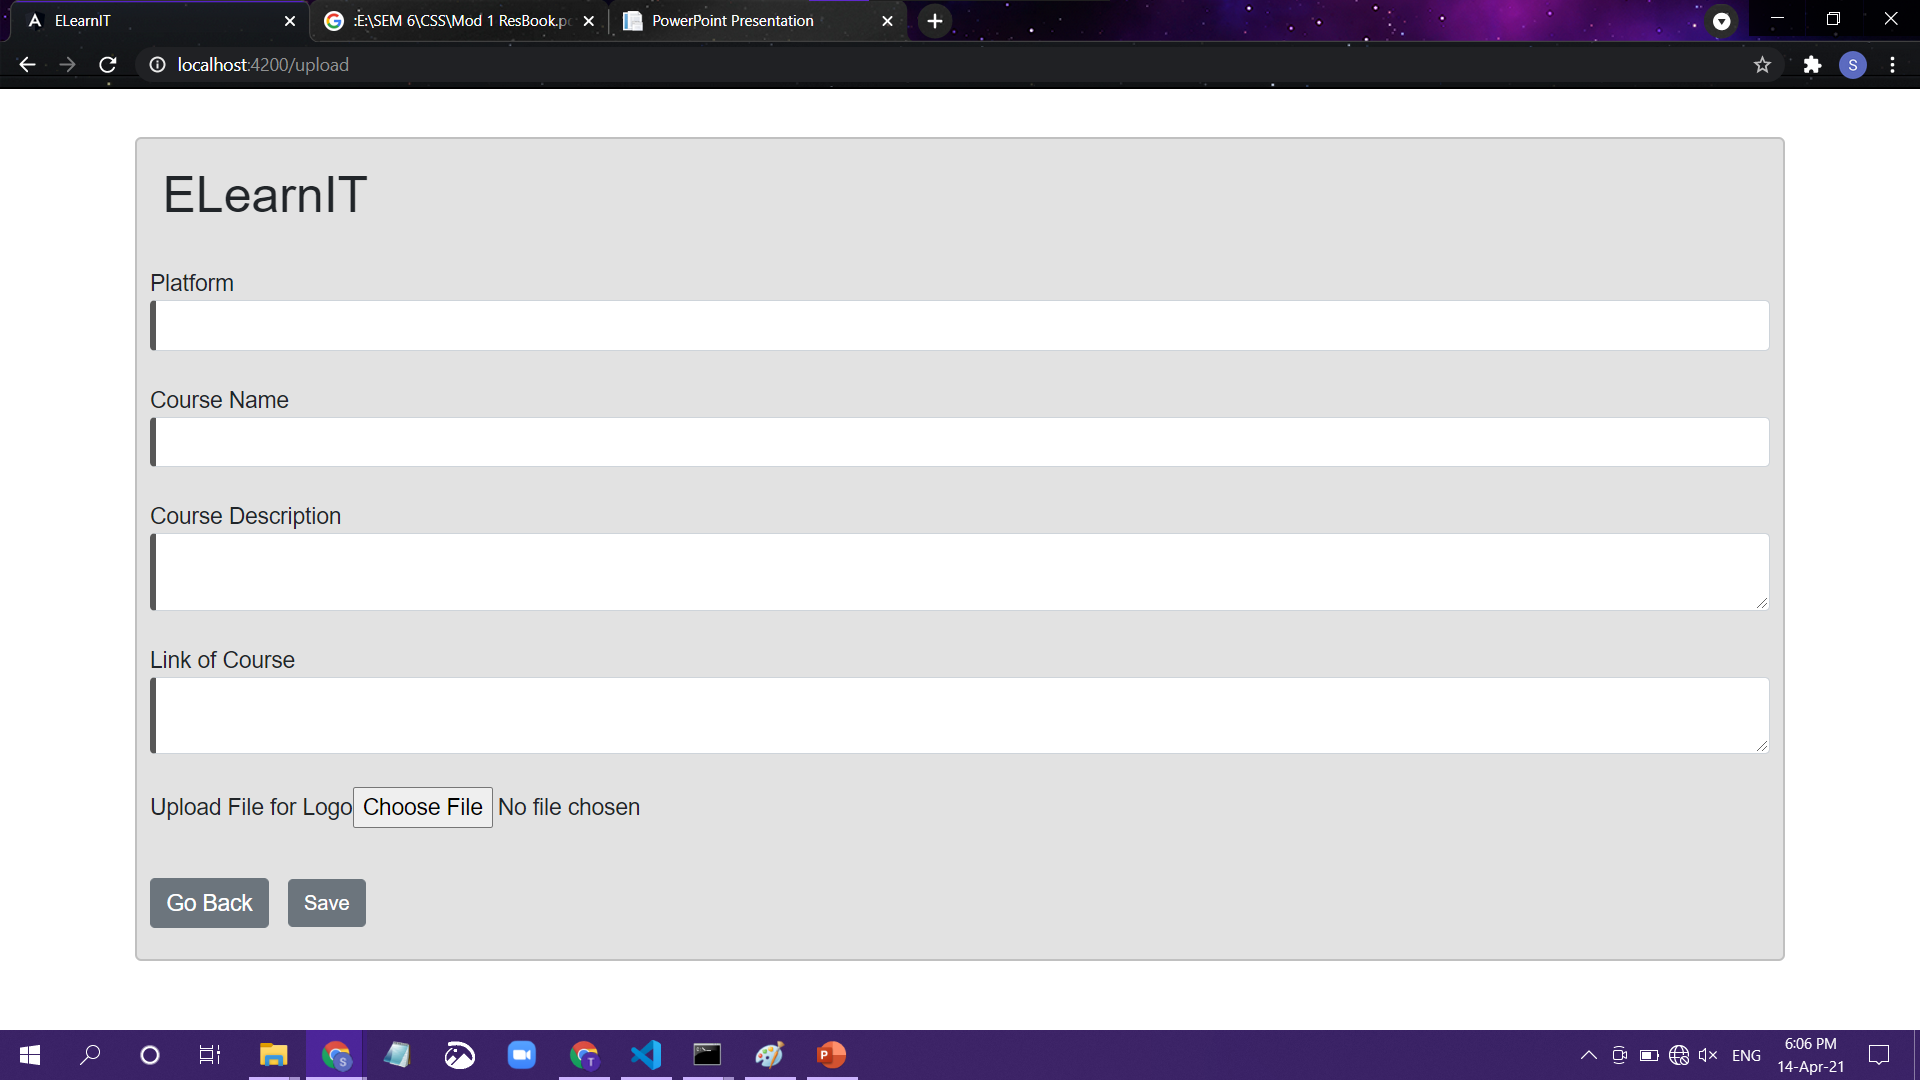 ELearnIT
:E:\SEM 6\CSS\Mod 1 ResBook.pd
PowerPoint Presentation
S
localhost:4200/upload
S
ELearnIT
Platform
Course Name
Course Description
Link of Course
Upload File for Logo Choose File No file chosen
Go Back Save
S
T
P
ENG
6:06 PM
14-Apr-21